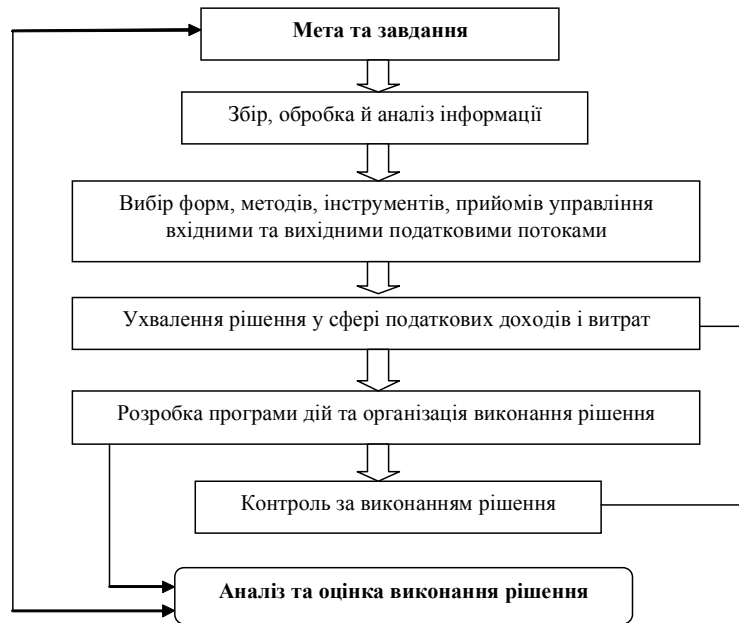 Мета та завдання
Збір, обробка й аналіз інформації
Вибір форм, методів, інструментів, прийомів управління
вхідними та вихідними податковими потоками
Ухвалення рішення у сфері податкових доходів і витрат
Розробка програми дій та організація виконання рішення
Контроль за виконанням рішення
Аналіз та оцінка виконання рішення